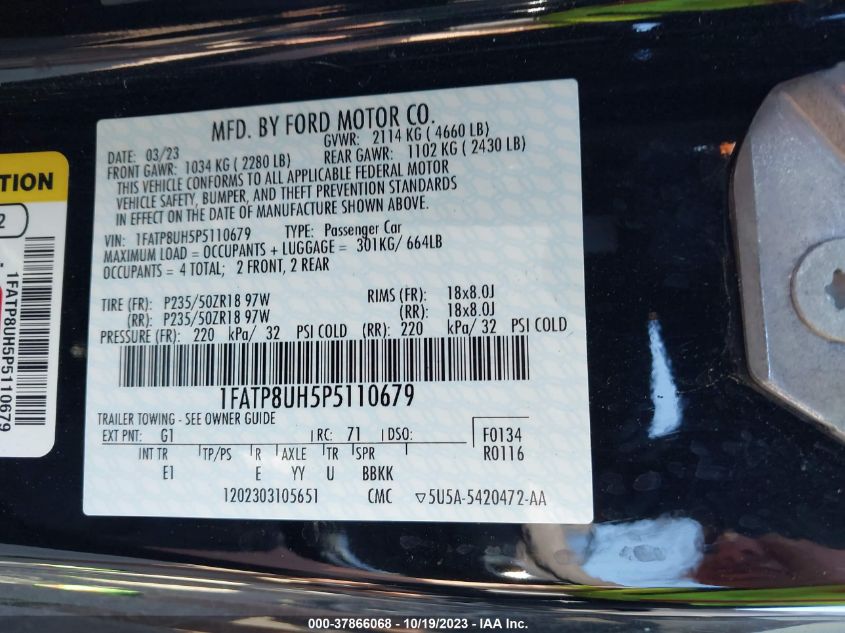 MFD. BY FORD MOTOR CO.
DATE: 03/23
GVWR: 2114 KG ( 4660 LB)
FRONT GAWR: 1034 KG ( 2280 LB)
REAR GAWR: 1102 KG ( 2430 LB)
THIS VEHICLE CONFORMS TO ALL APPLICABLE FEDERAL MOTOR
VEHICLE SAFETY, BUMPER, AND THEFT PREVENTION STANDARDS
IN EFFECT ON THE DATE OF MANUFACTURE SHOWN ABOVE.
VIN: 1FATP8UH5P5110679 TYPE: Passenger Car
MAXIMUM LOAD = OCCUPANTS + LUGGAGE = 301KG/ 664LB
OCCUPANTS = 4 TOTAL; 2 FRONT, 2 REAR
TIRE (FR): P235/50ZR18 97W RIMS (FR): 18x8.0J
(RR): P235/50ZR18 97W (RR): 18x8.0J
PRESSURE (FR): 220 kPa/ 32 PSI COLD (RR): 220 kPa/ 32 PSI COLD
1FATP8UH5P5110679
TRAILER TOWING - SEE OWNER GUIDE
EXT PNT: G1 RC: 71 DSO: F0134
R0116
INT TR TP/PS R AXLE TR SPR
E1 E YY U BBKK
1202303105651 CMC ▽5U5A-5420472-AA
TION
2
1FATP8UH5P5110679
000-37866068 - 10/19/2023 - IAA Inc.